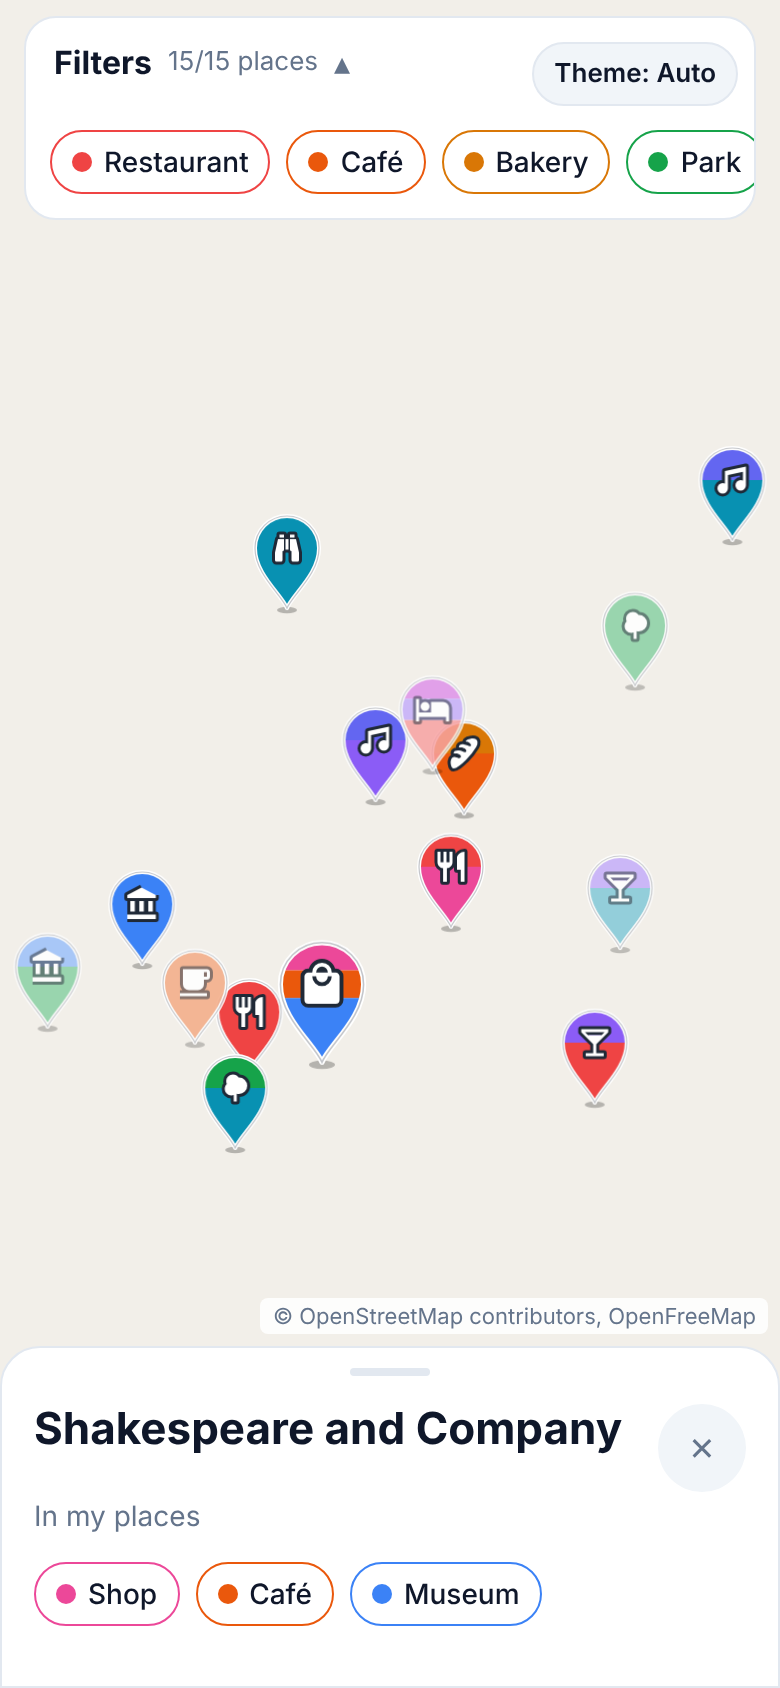 Filters 15/15 places ▲
Theme: Auto
Restaurant Café Bakery Park
© OpenStreetMap contributors, OpenFreeMap
Shakespeare and Company ×
In my places
Shop Café Museum